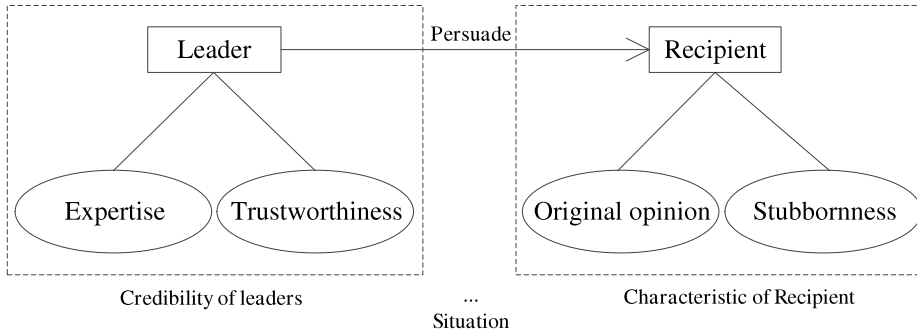 Leader
Persuade
Recipient
Expertise
Trustworthiness
Original opinion
Stubbornness
Credibility of leaders
...
Situation
Characteristic of Recipient